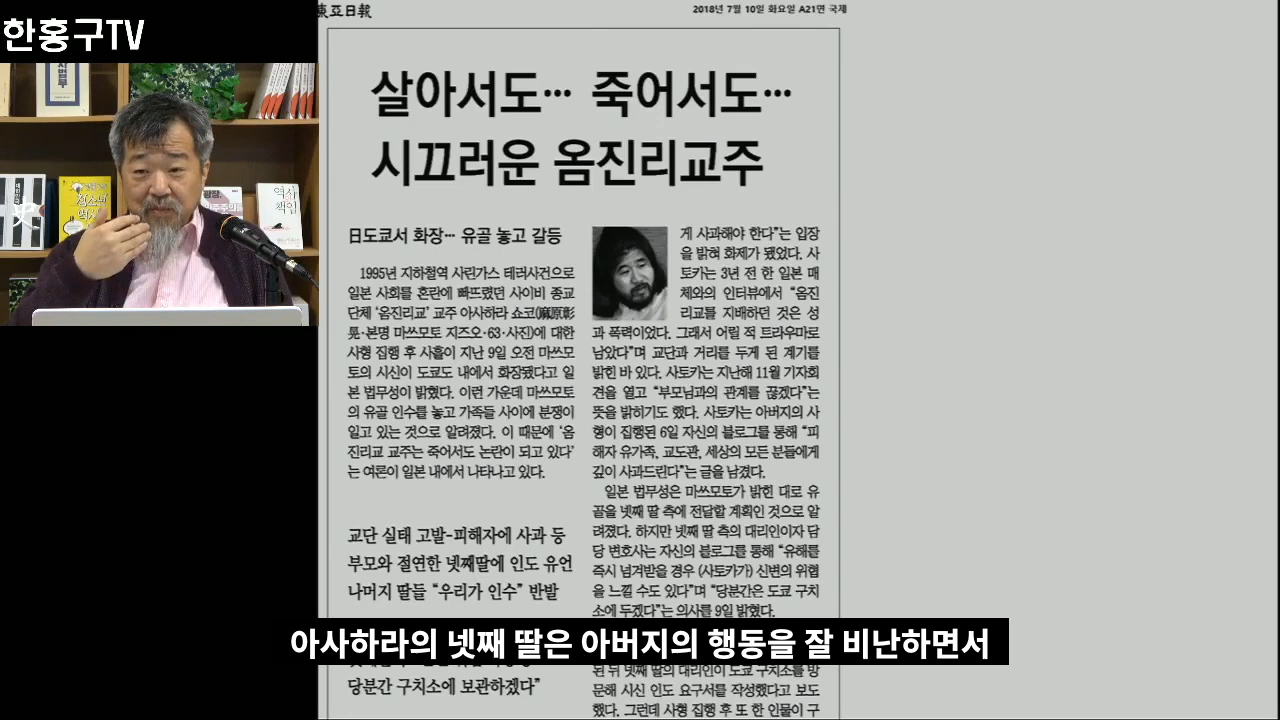 東亞日報
2018년 7월 10일 화요일 A21면 국제
한홍구TV
살아서도… 죽어서도…
시끄러운 옴진리교주
日도쿄서 화장… 유골 놓고 갈등
1995년 지하철역 사린가스 테러사건으로
일본 사회를 혼란에 빠뜨렸던 사이비 종교
단체 ‘옴진리교’ 교주 아사하라 쇼코(麻原彰
晃·본명 마쓰모토 지즈오·63·사진)에 대한
사형 집행 후 사흘이 지난 9일 오전 마쓰모
토의 시신이 도쿄도 내에서 화장됐다고 일
본 법무성이 밝혔다. 이런 가운데 마쓰모토
의 유골 인수를 놓고 가족들 사이에 분쟁이
일고 있는 것으로 알려졌다. 이 때문에 ‘옴
진리교 교주는 죽어서도 논란이 되고 있다’
는 여론이 일본 내에서 나타나고 있다.
교단 실태 고발-피해자에 사과 등
부모와 절연한 넷째딸에 인도 유언
나머지 딸들 “우리가 인수” 반발
당분간 구치소에 보관하겠다”
게 사과해야 한다”는 입장
을 밝혀 화제가 됐었다. 사
토카는 3년 전 한 일본 매
체와의 인터뷰에서 “옴진
리교를 지배하던 것은 성
과 폭력이었다. 그래서 어릴 적 트라우마로
남았다”며 교단과 거리를 두게 된 계기를
밝힌 바 있다. 사토카는 지난해 11월 기자회
견을 열고 “부모님과의 관계를 끊겠다”는
뜻을 밝히기도 했다. 사토카는 아버지의 사
형이 집행된 6일 자신의 블로그를 통해 “피
해자 유가족, 교도관, 세상의 모든 분들에게
깊이 사과드린다”는 글을 남겼다.
일본 법무성은 마쓰모토가 밝힌 대로 유
골을 넷째 딸 측에 전달할 계획인 것으로 알
려졌다. 하지만 넷째 딸 측의 대리인이자 담
당 변호사는 자신의 블로그를 통해 “유해를
즉시 넘겨받을 경우 (사토카가) 신변의 위협
을 느낄 수도 있다”며 “당분간은 도쿄 구치
소에 두겠다”는 의사를 9일 밝혔다.
된 뒤 넷째 딸의 대리인이 도쿄 구치소를 방
문해 시신 인도 요구서를 작성했다고 보도
했다. 그런데 사형 집행 후 또 한 인물이 구
역사
책임
아사하라의 넷째 딸은 아버지의 행동을 잘 비난하면서